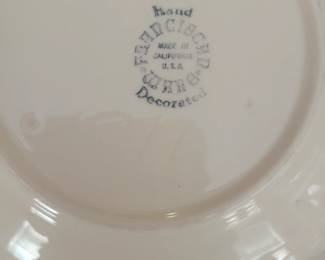 Hand
FRANCISCAN
MADE IN
CALIFORNIA
U.S.A.
WARE
Decorated